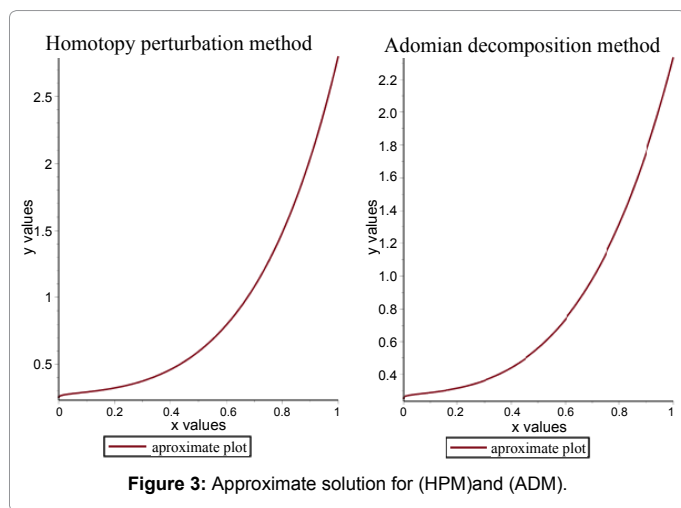 Homotopy perturbation method
2.5
2
1.5
1
0.5
y values
0 0.2 0.4 0.6 0.8 1
x values
aproximate plot
Adomian decomposition method
2.2
2.0
1.8
1.6
1.4
1.2
1.0
0.8
0.6
0.4
y values
0 0.2 0.4 0.6 0.8 1
x values
aproximate plot
Figure 3: Approximate solution for (HPM)and (ADM).